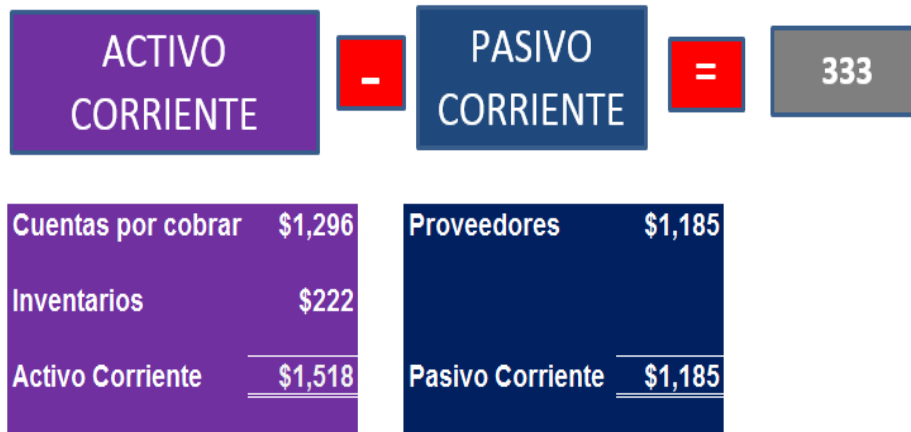 ACTIVO
CORRIENTE
-
PASIVO
CORRIENTE
=
333
Cuentas por cobrar $1,296
Inventarios $222
Activo Corriente $1,518
Proveedores $1,185
Pasivo Corriente $1,185